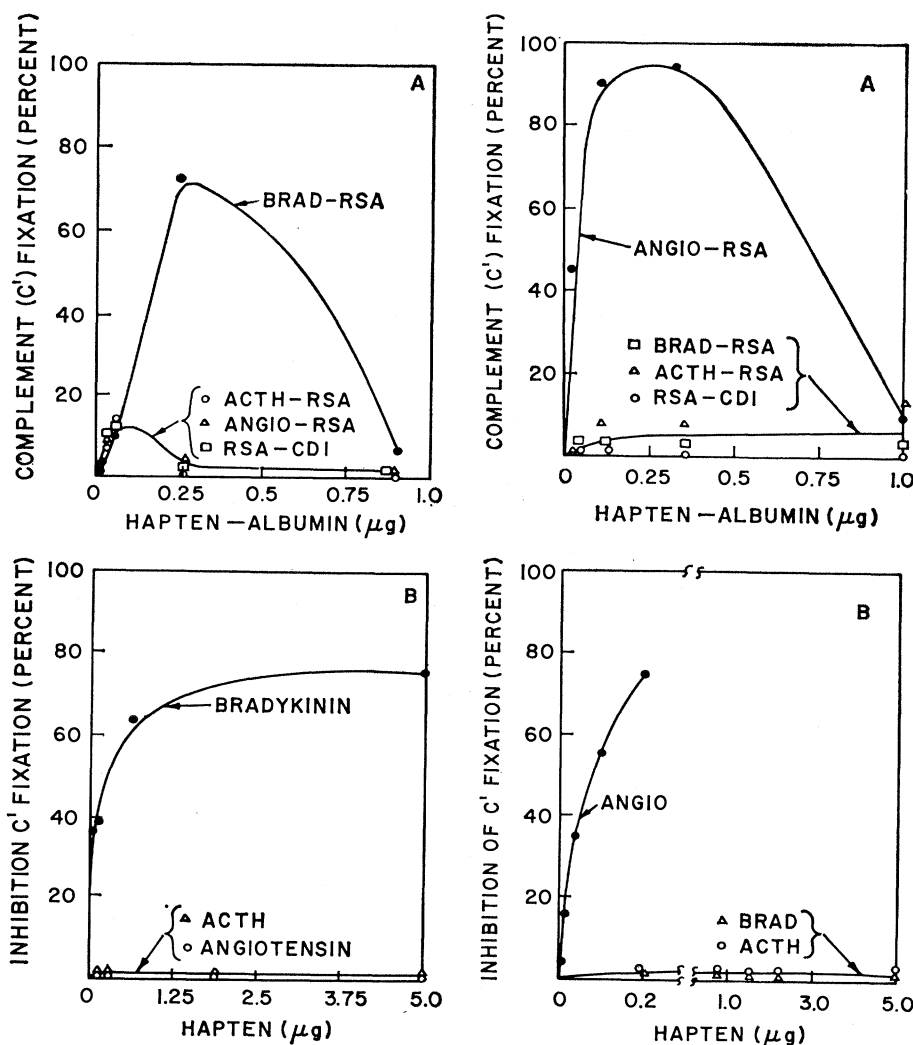 COMPLEMENT (C') FIXATION (PERCENT)
100
80
60
40
20
A
BRAD-RSA
ACTH-RSA
ANGIO-RSA
RSA-CDI
0 0.25 0.5 0.75 1.0
HAPTEN-ALBUMIN (μg)
COMPLEMENT (C') FIXATION (PERCENT)
100
80
60
40
20
A
ANGIO-RSA
BRAD-RSA
ACTH-RSA
RSA-CDI
0 0.25 0.5 0.75 1.0
HAPTEN-ALBUMIN (μg)
INHIBITION C' FIXATION (PERCENT)
100
80
60
40
20
B
BRADYKININ
ACTH
ANGIOTENSIN
0 1.25 3.75 5.0
HAPTEN (μg)
INHIBITION OF C' FIXATION (PERCENT)
100
80
60
40
20
B
ANGIO
BRAD
ACTH
0 0.2 1.0 3.0 5.0
HAPTEN (μg)